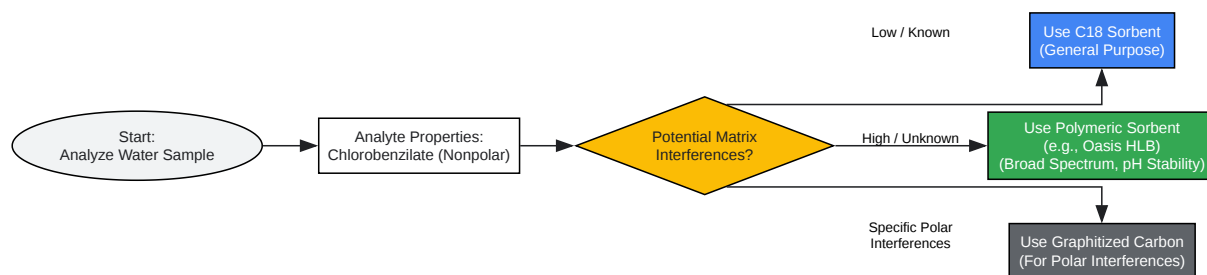 Start:
Analyze Water Sample
Analyte Properties:
Chlorobenzilate (Nonpolar)
Potential Matrix
Interferences?
Low / Known
Use C18 Sorbent
(General Purpose)
High / Unknown
Use Polymeric Sorbent
(e.g., Oasis HLB)
(Broad Spectrum, pH Stability)
Specific Polar
Interferences
Use Graphitized Carbon
(For Polar Interferences)